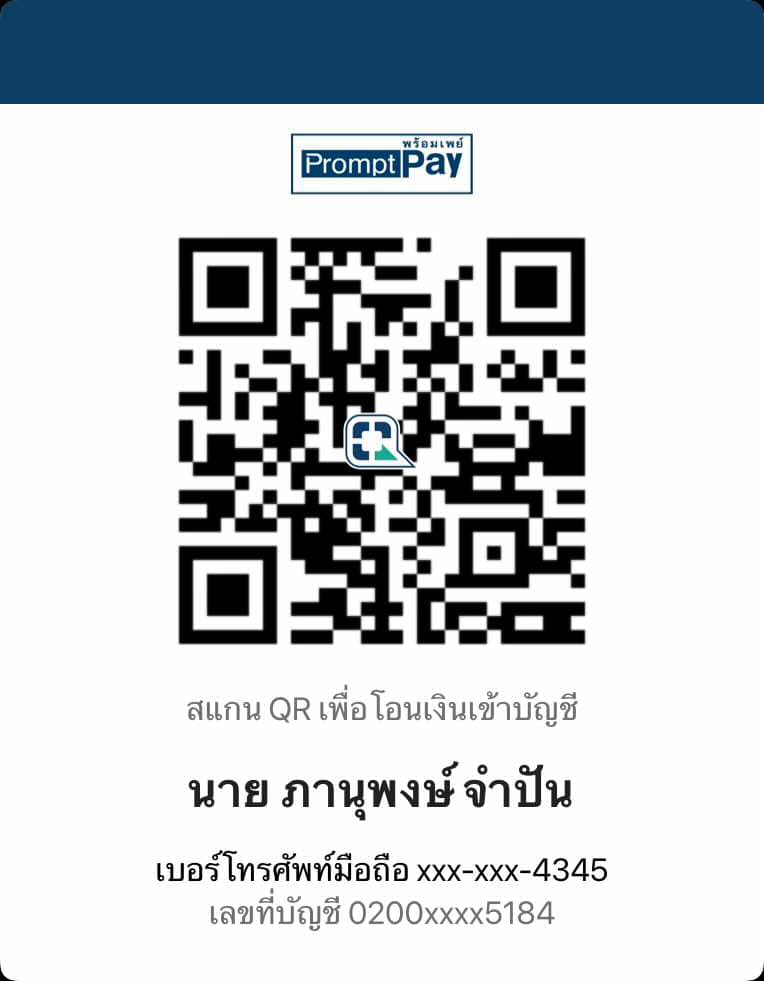 พร้อมเพย์
PromptPay
สแกน QR เพื่อโอนเงินเข้าบัญชี
นาย ภานุพงษ์ จำปัน
เบอร์โทรศัพท์มือถือ xxx-xxx-4345
เลขที่บัญชี 0200xxxx5184